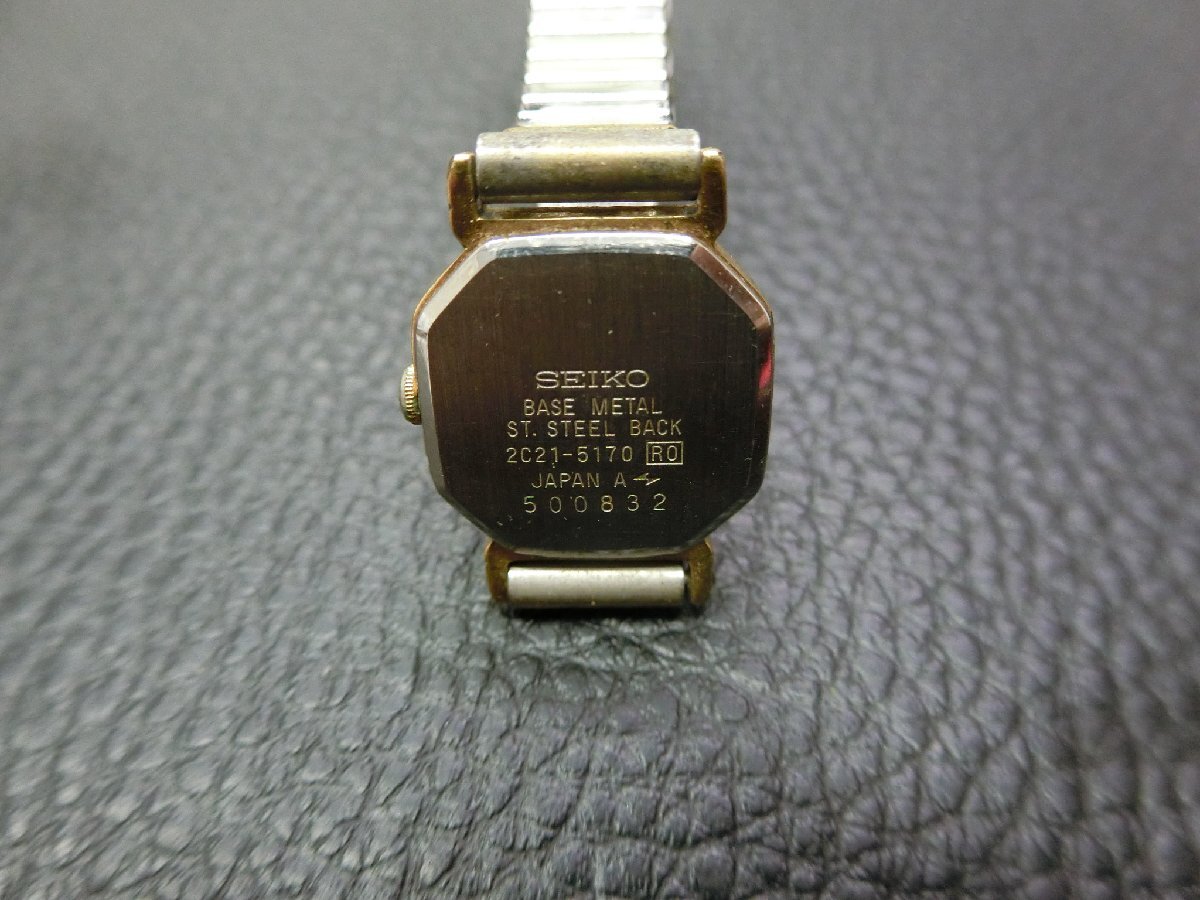 SEIKO
BASE METAL
ST. STEEL BACK
2C21-5170 R0
JAPAN A
500832